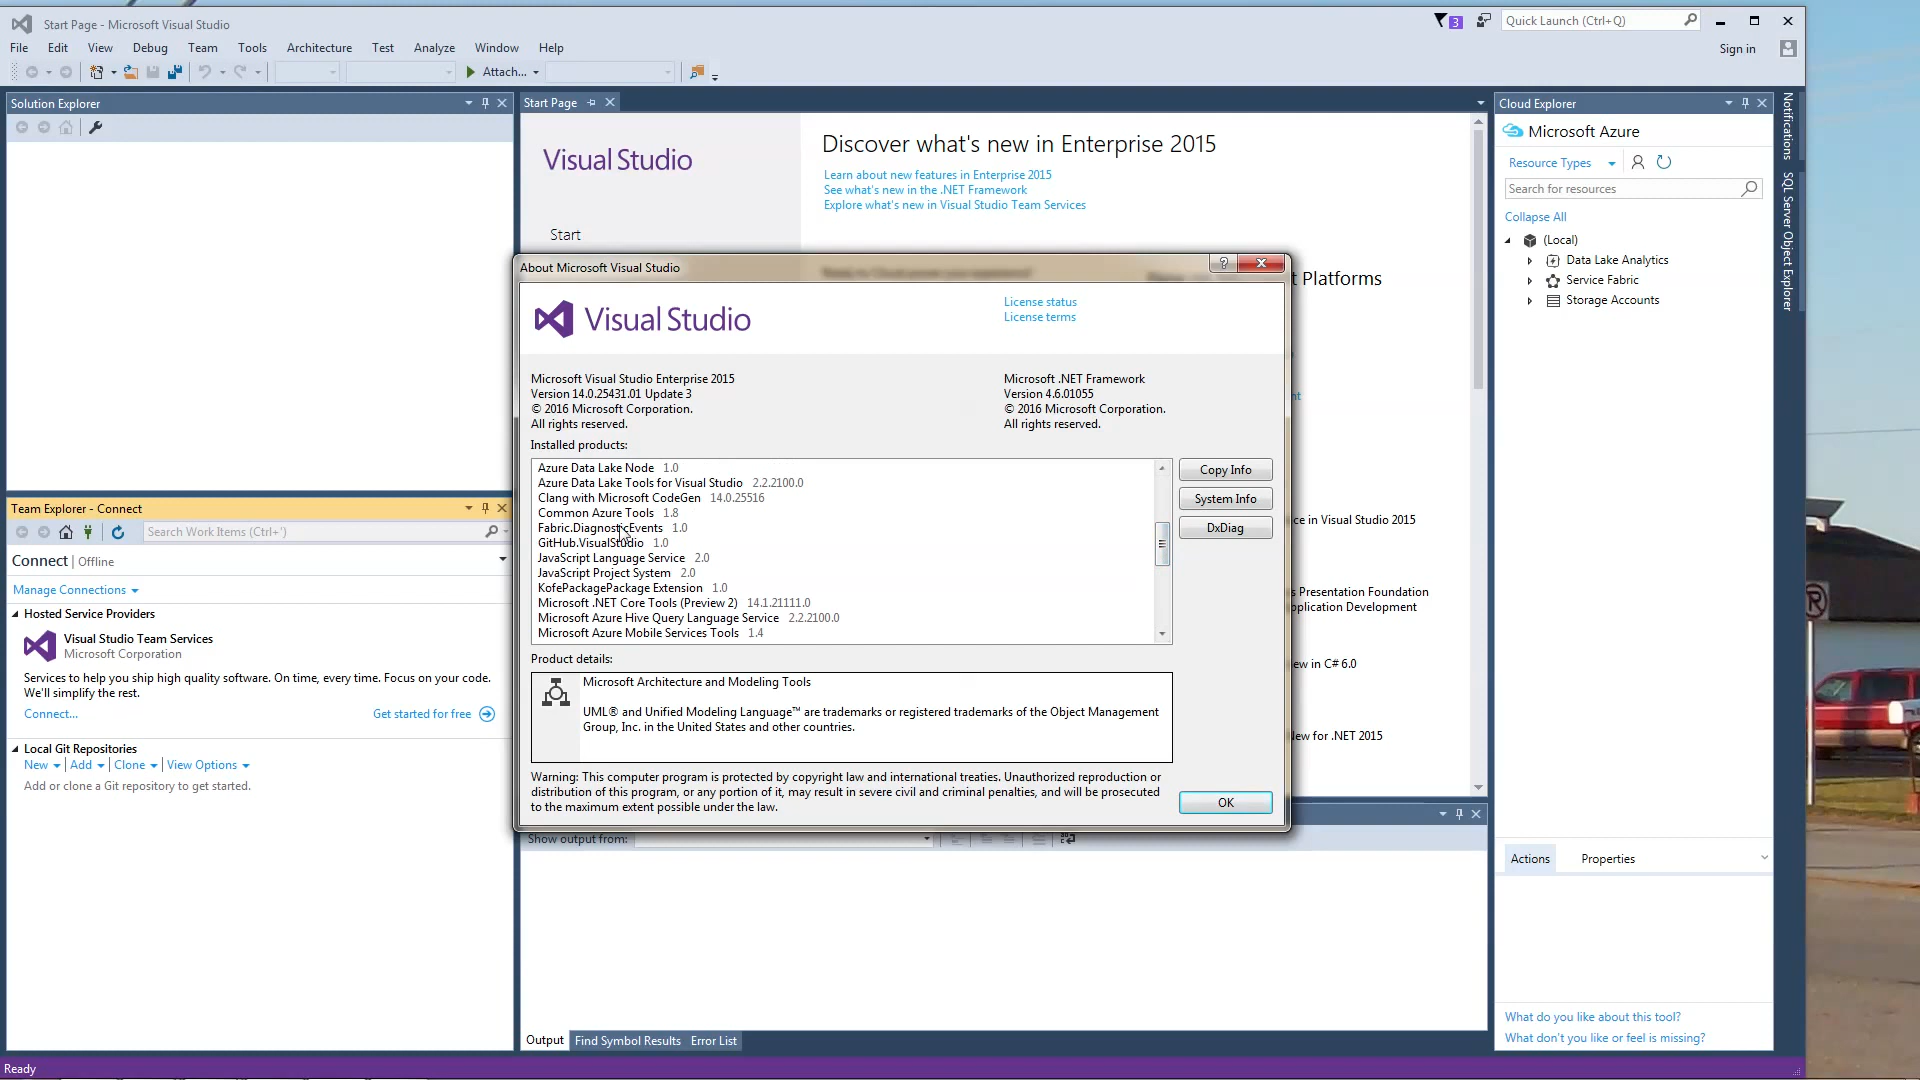 Start Page - Microsoft Visual Studio
3
Quick Launch (Ctrl+Q)
File Edit View Debug Team Tools Architecture Test Analyze Window Help
Sign in
Attach...
Solution Explorer
Start Page
Cloud Explorer
Notifications
SQL Server Object Explorer
Visual Studio
Discover what's new in Enterprise 2015
Learn about new features in Enterprise 2015
See what's new in the .NET Framework
Explore what's new in Visual Studio Team Services
Start
t Platforms
ce in Visual Studio 2015
s Presentation Foundation
pplication Development
ew in C# 6.0
New for .NET 2015
Microsoft Azure
Resource Types
Search for resources
Collapse All
(Local)
Data Lake Analytics
Service Fabric
Storage Accounts
About Microsoft Visual Studio
Visual Studio
License status
License terms
Microsoft Visual Studio Enterprise 2015
Version 14.0.25431.01 Update 3
© 2016 Microsoft Corporation.
All rights reserved.
Microsoft .NET Framework
Version 4.6.01055
© 2016 Microsoft Corporation.
All rights reserved.
Installed products:
Azure Data Lake Node 1.0
Azure Data Lake Tools for Visual Studio 2.2.2100.0
Clang with Microsoft CodeGen 14.0.25516
Common Azure Tools 1.8
Fabric.DiagnosticEvents 1.0
GitHub.VisualStudio 1.0
JavaScript Language Service 2.0
JavaScript Project System 2.0
KofePackagePackage Extension 1.0
Microsoft .NET Core Tools (Preview 2) 14.1.21111.0
Microsoft Azure Hive Query Language Service 2.2.2100.0
Microsoft Azure Mobile Services Tools 1.4
Copy Info
System Info
DxDiag
Product details:
Microsoft Architecture and Modeling Tools
UML® and Unified Modeling Language™ are trademarks or registered trademarks of the Object Management
Group, Inc. in the United States and other countries.
Warning: This computer program is protected by copyright law and international treaties. Unauthorized reproduction or
distribution of this program, or any portion of it, may result in severe civil and criminal penalties, and will be prosecuted
to the maximum extent possible under the law.
OK
Team Explorer - Connect
Search Work Items (Ctrl+')
Connect | Offline
Manage Connections
Hosted Service Providers
Visual Studio Team Services
Microsoft Corporation
Services to help you ship high quality software. On time, every time. Focus on your code.
We'll simplify the rest.
Connect... Get started for free
Local Git Repositories
New | Add | Clone | View Options
Add or clone a Git repository to get started.
Show output from:
Output Find Symbol Results Error List
Actions Properties
What do you like about this tool?
What don't you like or feel is missing?
Ready